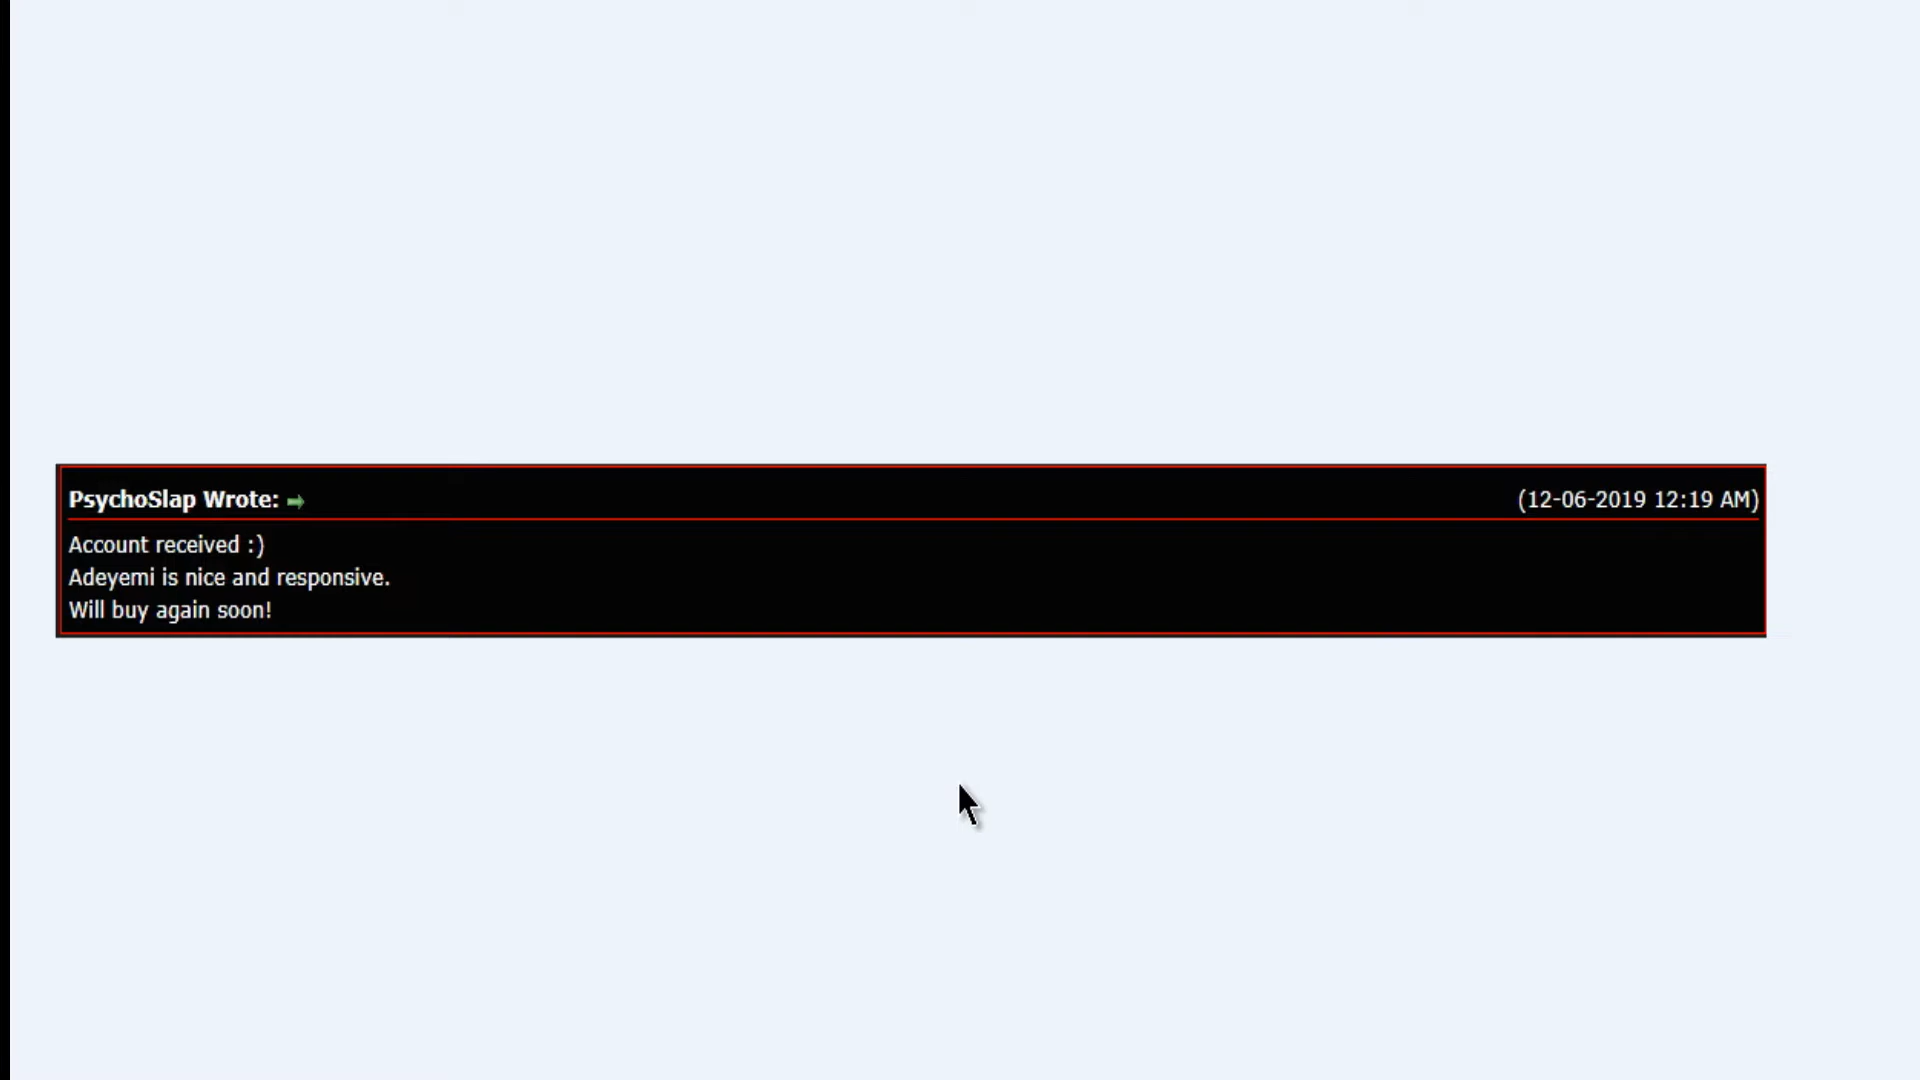 PsychoSlap Wrote: (12-06-2019 12:19 AM)
Account received :)
Adeyemi is nice and responsive.
Will buy again soon!